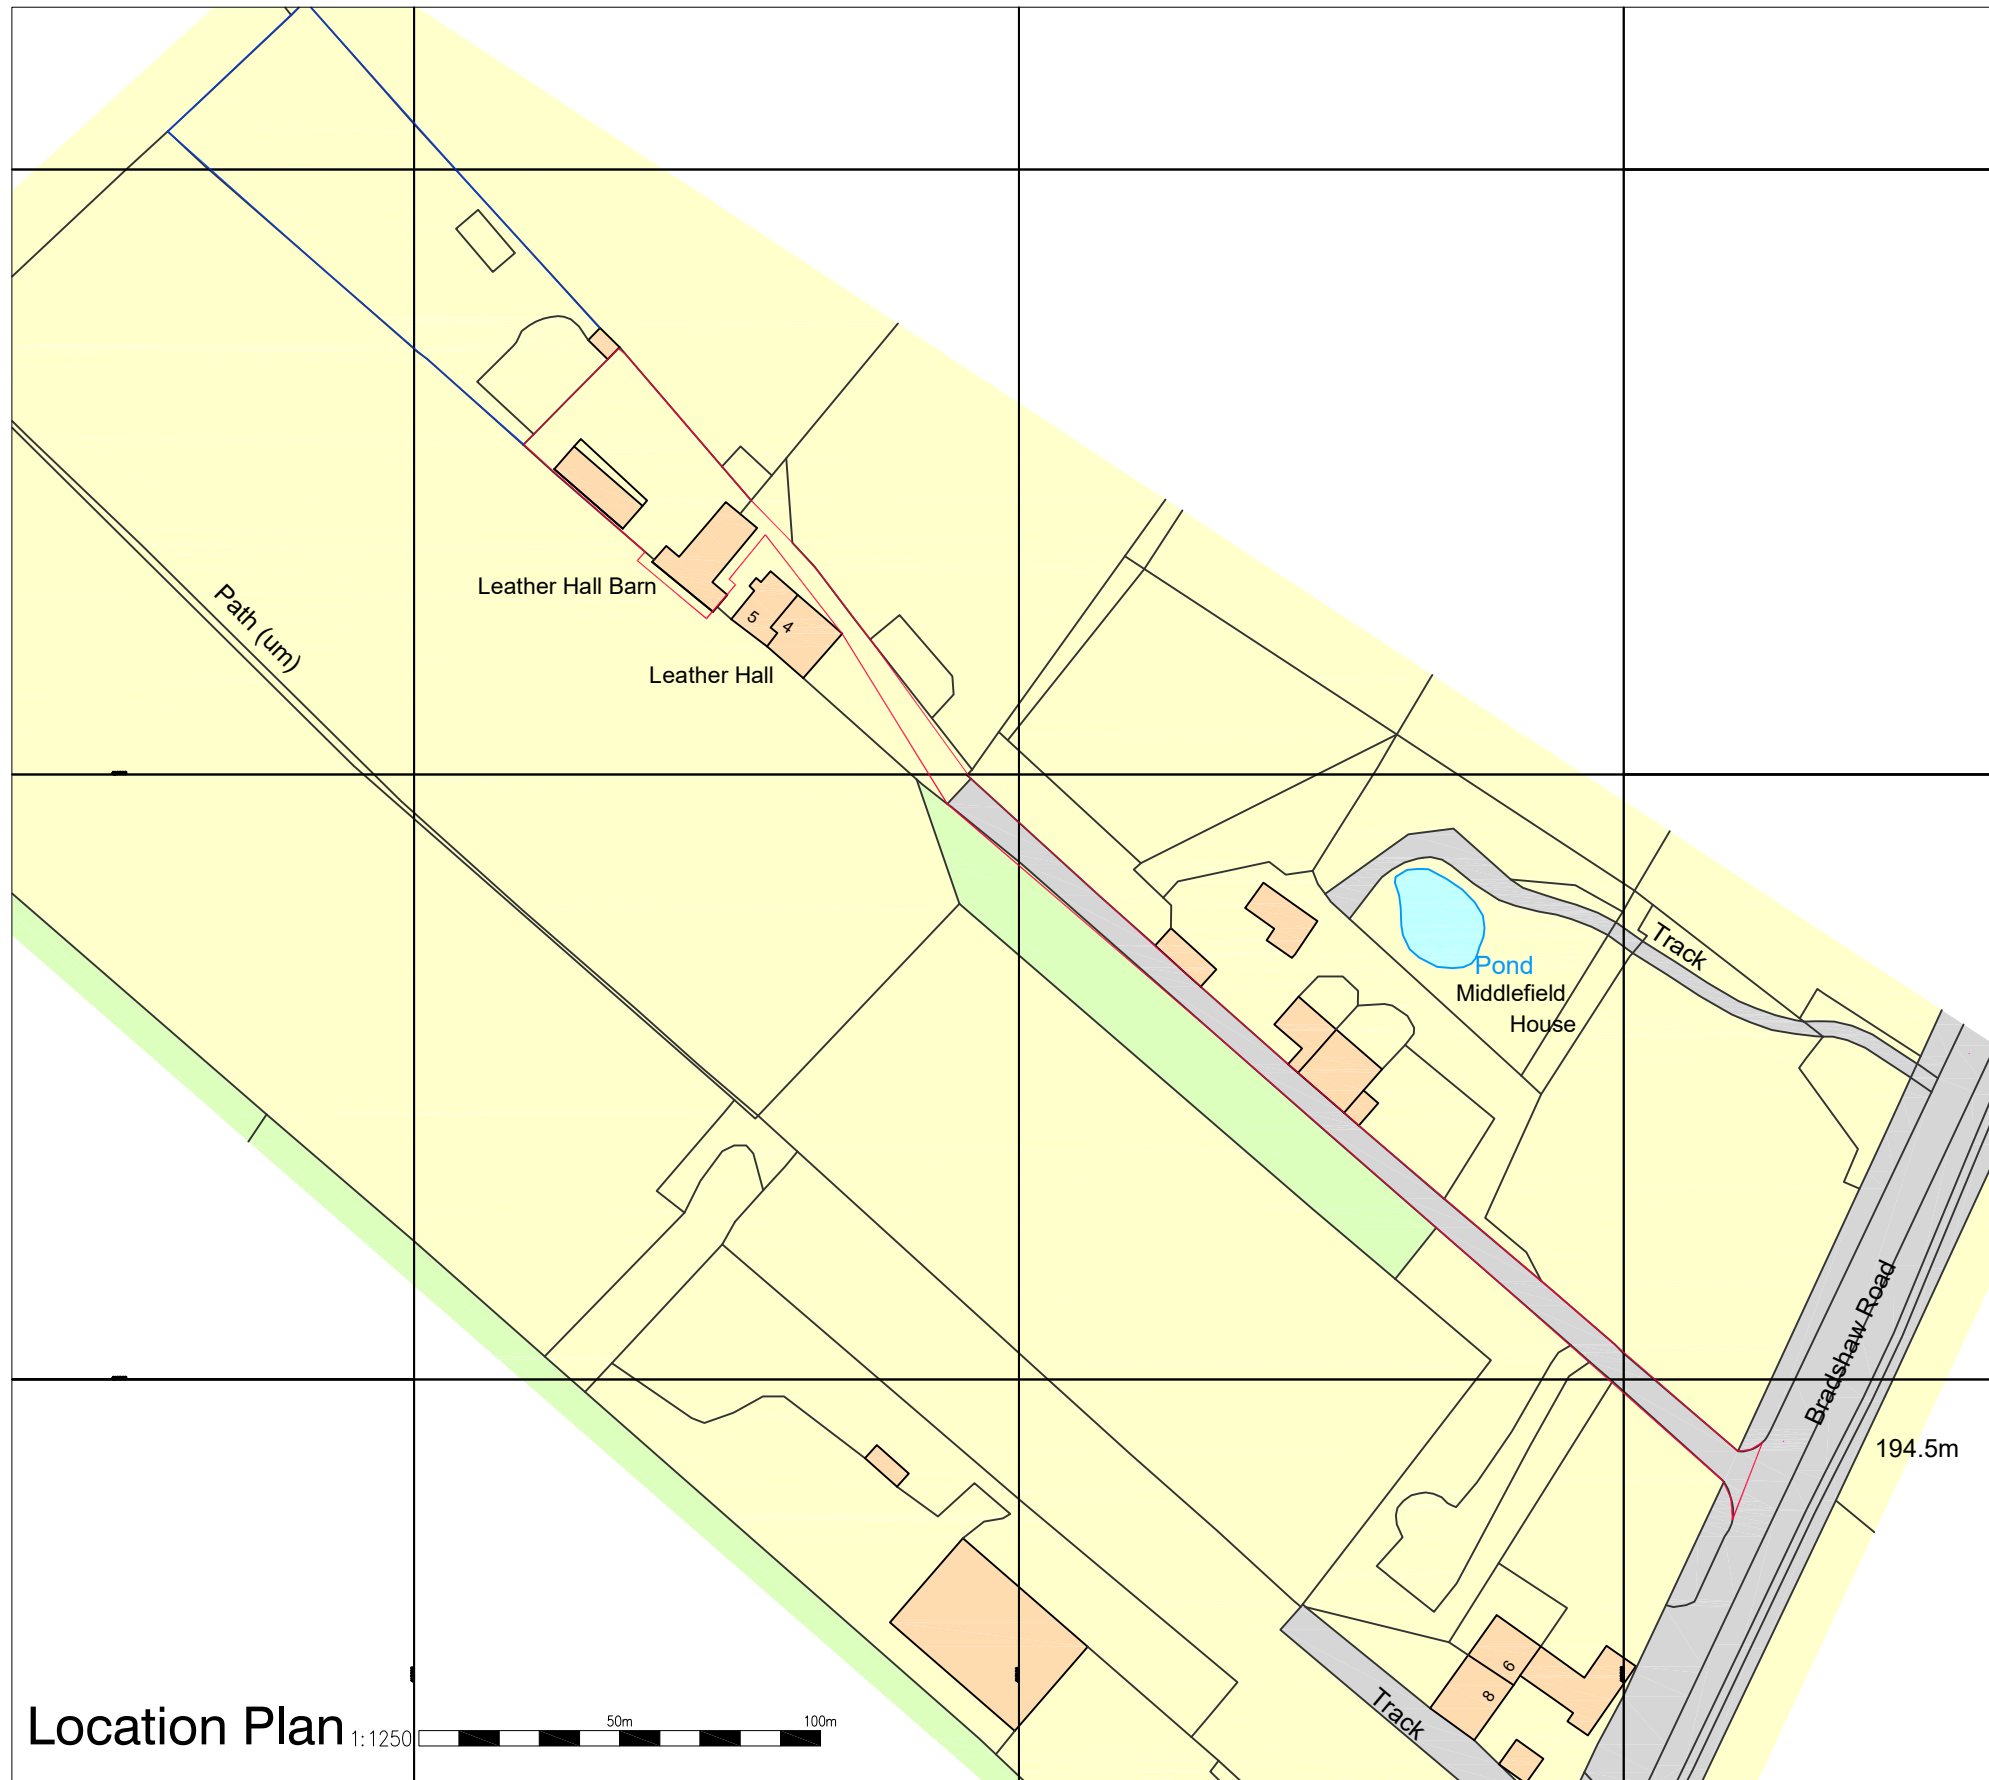 Path (um)
Leather Hall Barn
5
4
Leather Hall
Track
Pond
Middlefield
House
Bradshaw Road
194.5m
6
8
Track
Location Plan
1:1250
50m
100m